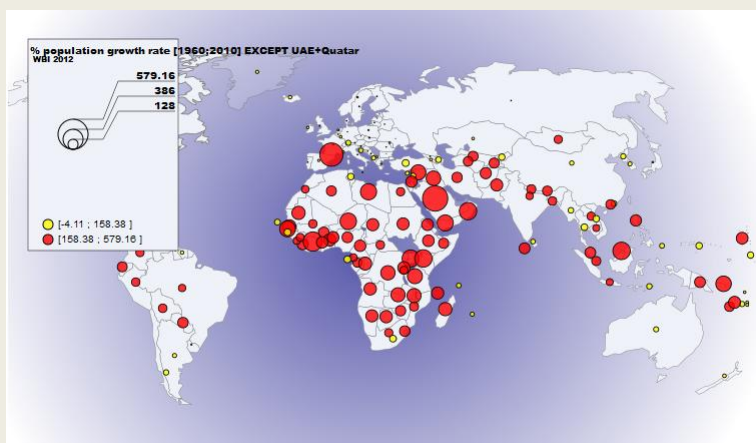 % population growth rate [1960;2010] EXCEPT UAE+Quatar
WBI 2012
579.16
386
128
[-4.11 ; 158.38 ]
[158.38 ; 579.16 ]